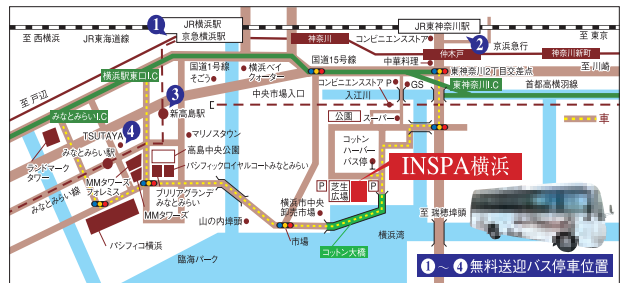 至 西横浜
JR東海道線
❶
JR横浜駅
京急横浜駅
神奈川
コンビニエンスストア
JR東神奈川駅
❷
京浜急行
至 東京
仲木戸
神奈川新町
至 川崎
中華料理
国道15号線
横浜駅東口I.C
国道1号線
そごう
横浜ベイ
クォーター
コンビニエンスストア P
GS
東神奈川2丁目交差点
東神奈川I.C
首都高横羽線
至 戸辺
中央市場入口
入江川
❸
みなとみらいI.C
新高島駅
公園
スーパー
車
TSUTAYA
❹
マリノスタウン
みなとみらい駅
高島中央公園
コットン
ハーバー
バス停
ランドマーク
タワー
パシフィックロイヤルコートみなとみらい
INSPA横浜
みなとみらい線
MMタワーズ
フォレシス
MMタワーズ
ブリリアグランデ
みなとみらい
P
芝生
広場
P
横浜市中央
卸売市場
山の内埠頭
至 瑞穂埠頭
パシフィコ横浜
市場
横浜湾
コットン大橋
臨海パーク
❶～❹無料送迎バス停車位置